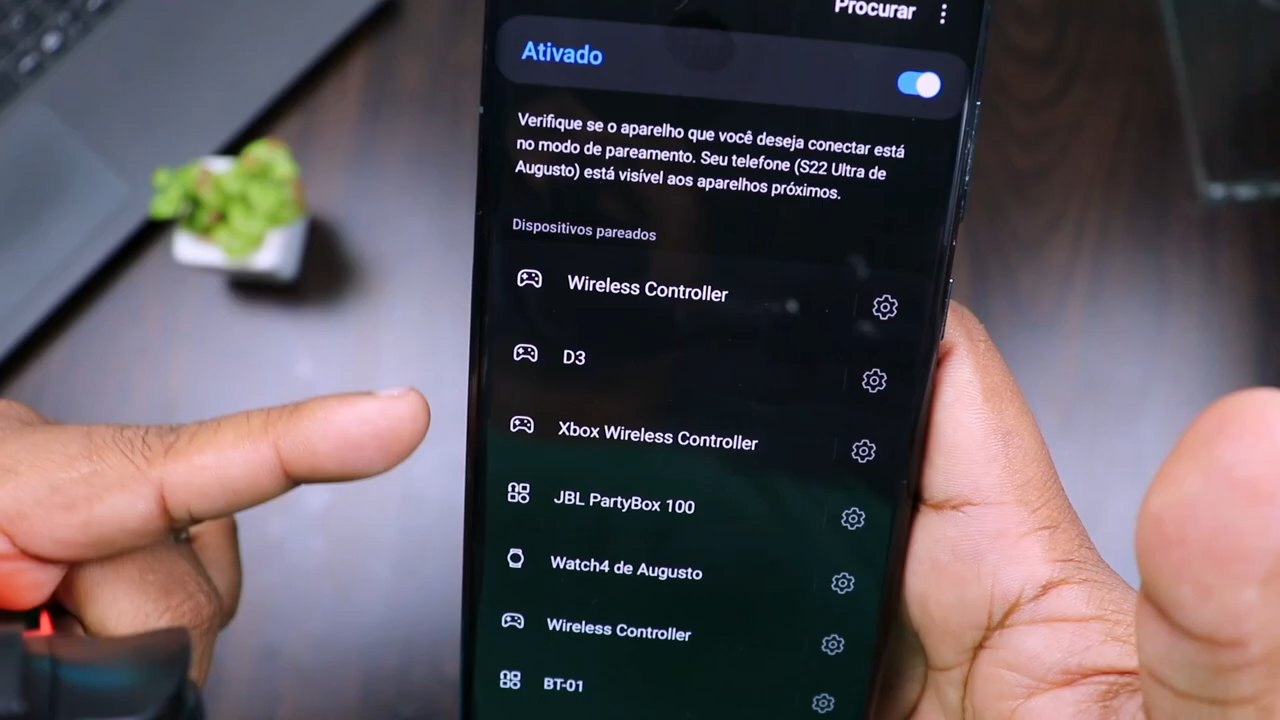 Procurar
Ativado
Verifique se o aparelho que você deseja conectar está
no modo de pareamento. Seu telefone (S22 Ultra de
Augusto) está visível aos aparelhos próximos.
Dispositivos pareados
Wireless Controller
D3
Xbox Wireless Controller
JBL PartyBox 100
Watch4 de Augusto
Wireless Controller
BT-01